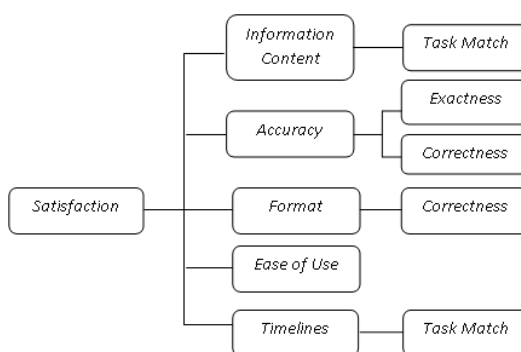 Information
Content
Task Match
Exactness
Accuracy
Correctness
Satisfaction
Format
Correctness
Ease of Use
Timelines
Task Match